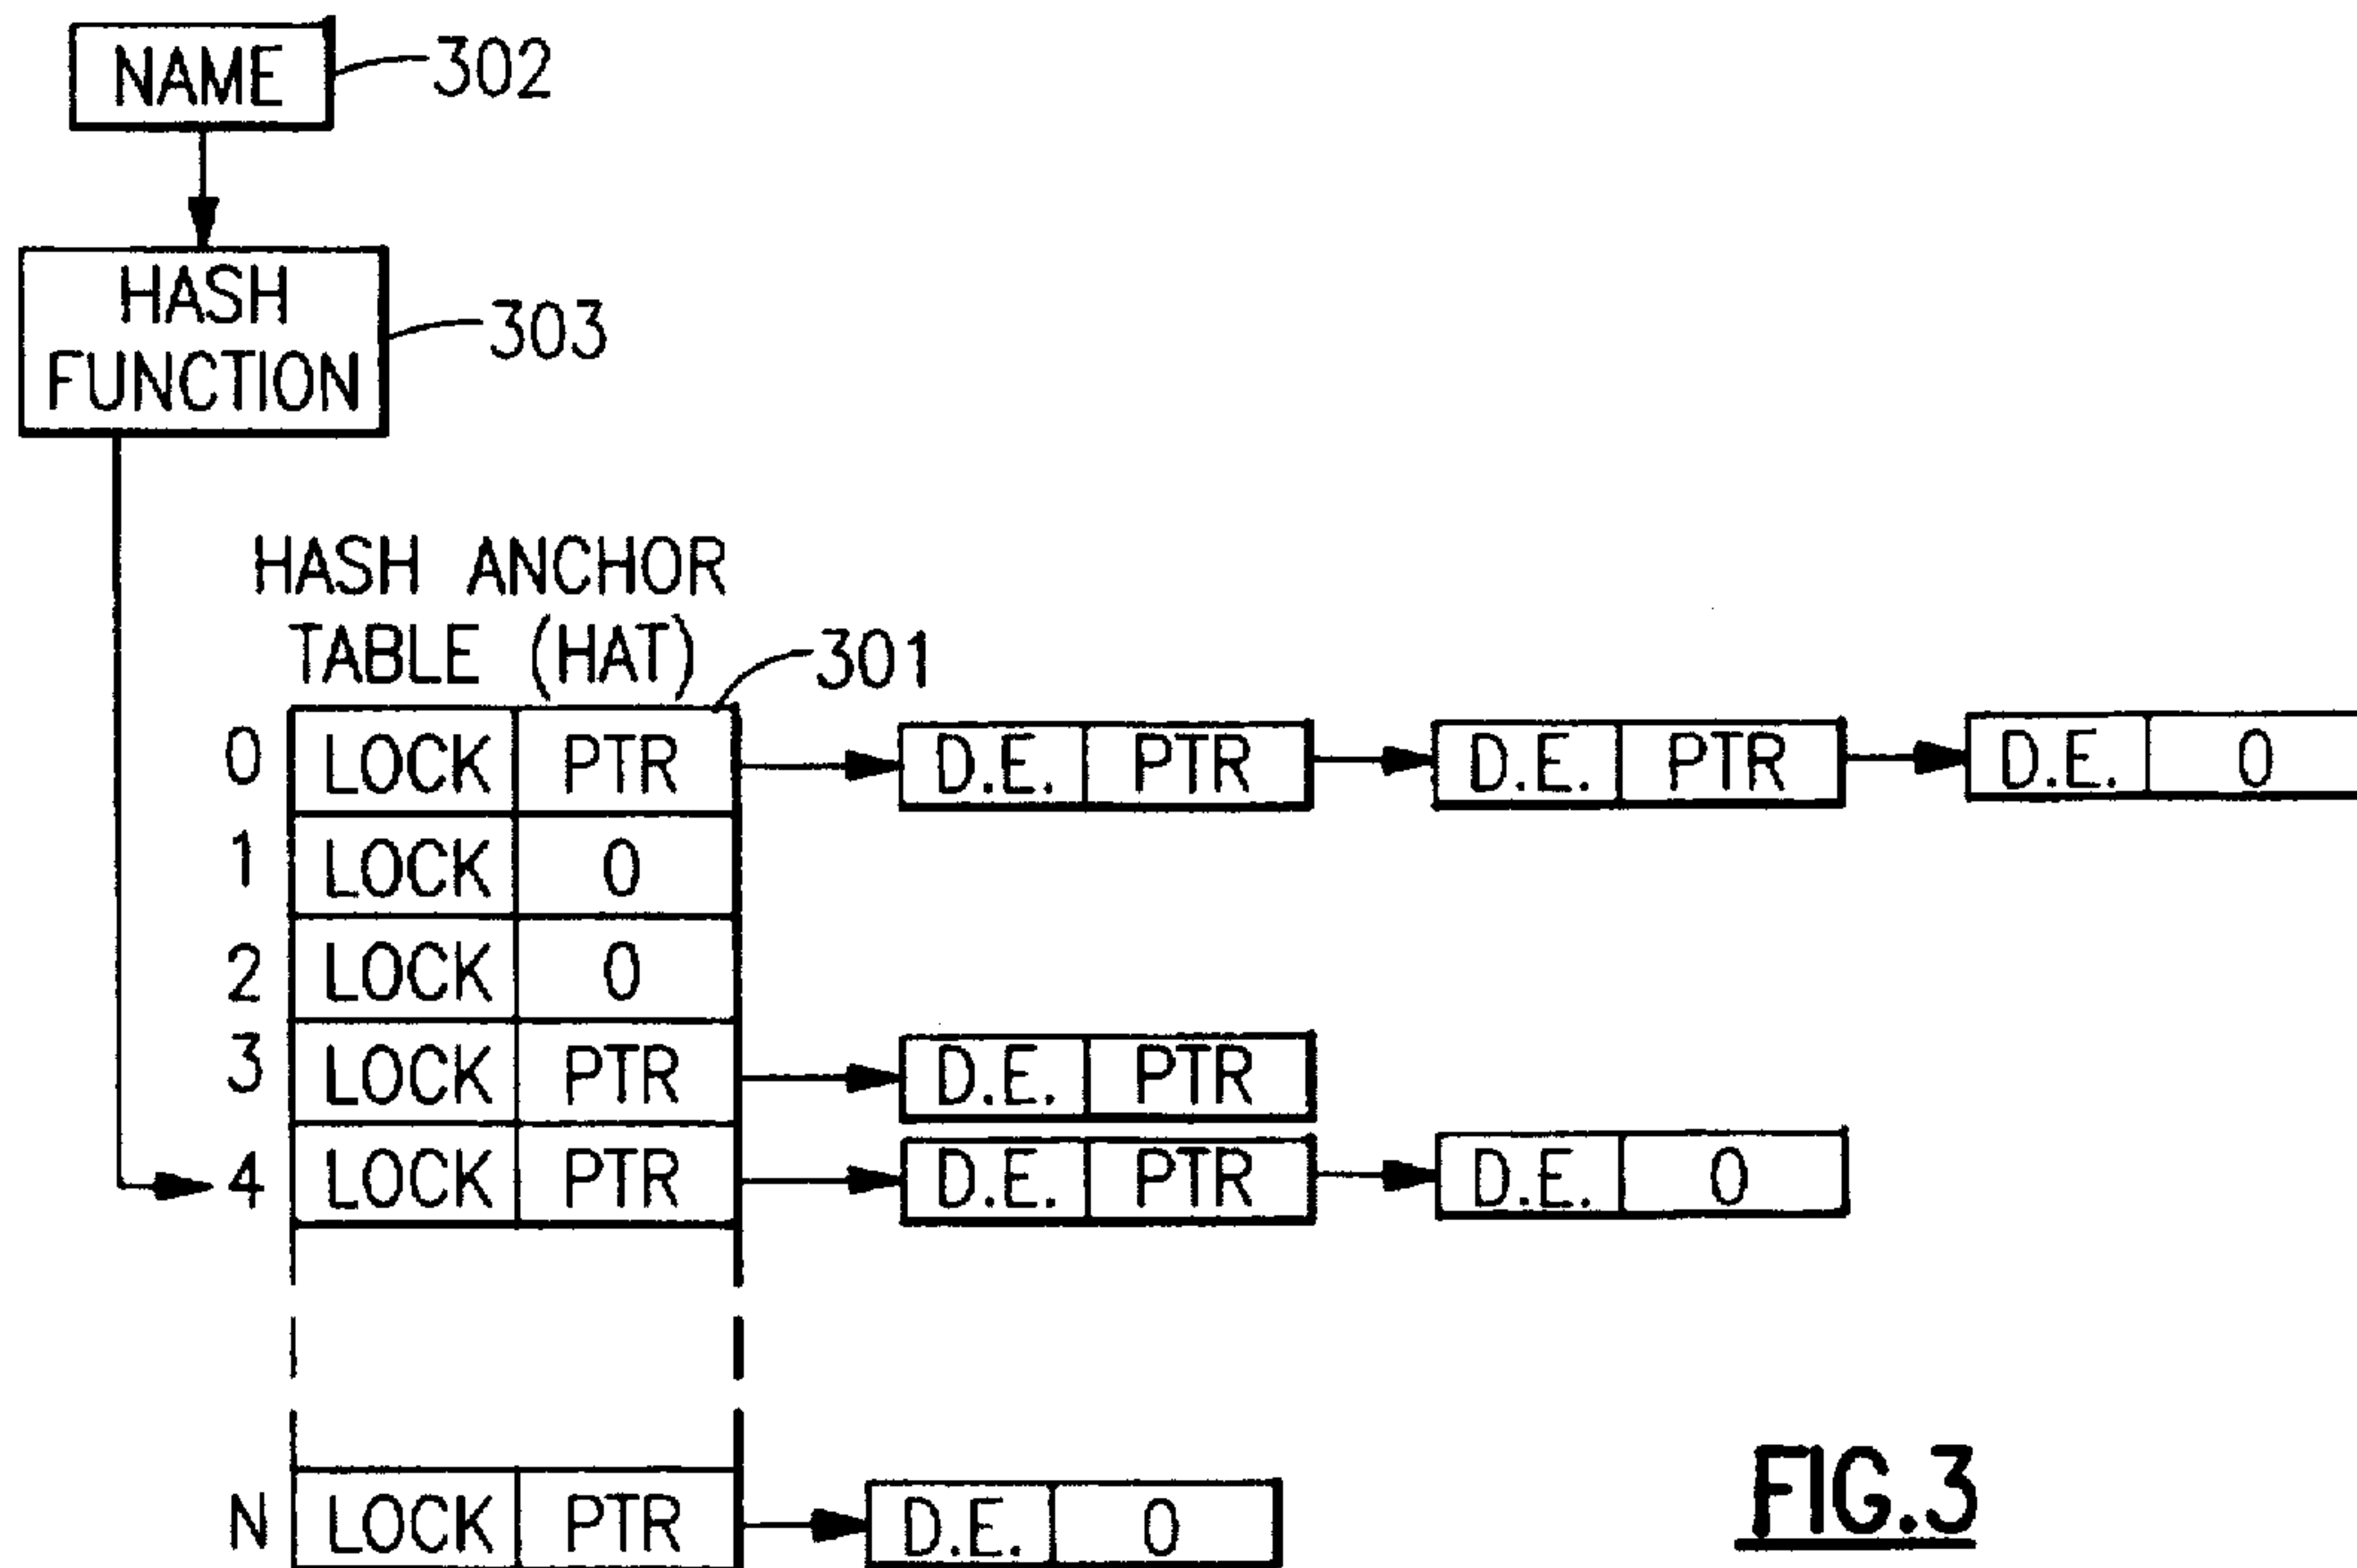 NAME 302
HASH
FUNCTION 303
HASH ANCHOR
TABLE (HAT) 301
0 LOCK PTR D.E. PTR D.E. PTR D.E. 0
1 LOCK 0
2 LOCK 0
3 LOCK PTR D.E. PTR
4 LOCK PTR D.E. PTR D.E. 0
N LOCK PTR D.E. 0
FIG.3